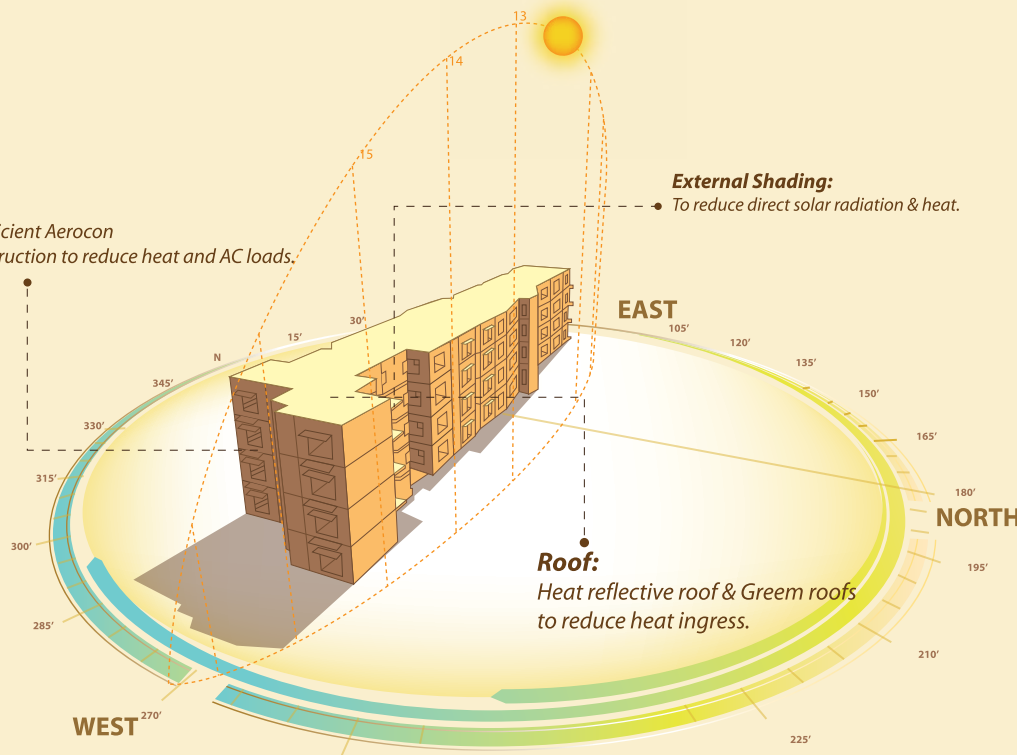 13
14
15
External Shading:
To reduce direct solar radiation & heat.
cient Aerocon
ruction to reduce heat and AC loads.
EAST
30′
15′
N
345′
330′
315′
300′
285′
270′
WEST
105′
120′
135′
150′
165′
180′
NORTH
195′
210′
225′
Roof:
Heat reflective roof & Greem roofs
to reduce heat ingress.